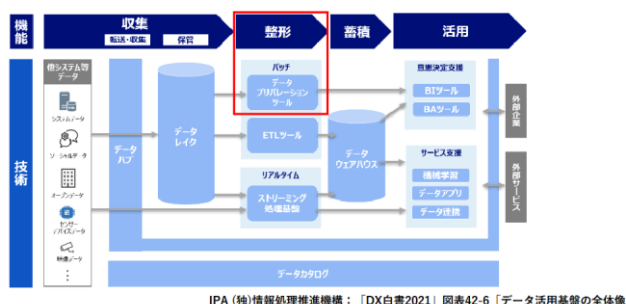 機能
収集
転送・収集
保管
整形
蓄積
活用
技術
他システム等
データ
システムデータ
ソーシャルデータ
オープンデータ
センサー
/デバイスデータ
映像データ
データ
ハブ
データ
レイク
バッチ
データ
プリパレーション
ツール
ETLツール
リアルタイム
ストリーミング
処理基盤
データ
ウェアハウス
意思決定支援
BIツール
BAツール
サービス支援
機械学習
データアプリ
データ連携
外部企業
外部サービス
データカタログ
IPA (独)情報処理推進機構:「DX白書2021」図表42-6「データ活用基盤の全体像